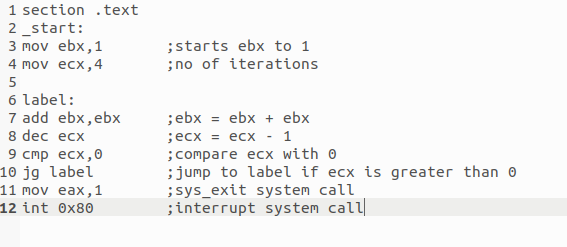 1 section .text
2 _start:
3 mov ebx,1       ;starts ebx to 1
4 mov ecx,4       ;no of iterations
5
6 label:
7 add ebx,ebx     ;ebx = ebx + ebx
8 dec ecx         ;ecx = ecx - 1
9 cmp ecx,0       ;compare ecx with 0
10 jg label        ;jump to label if ecx is greater than 0
11 mov eax,1       ;sys_exit system call
12 int 0x80        ;interrupt system call